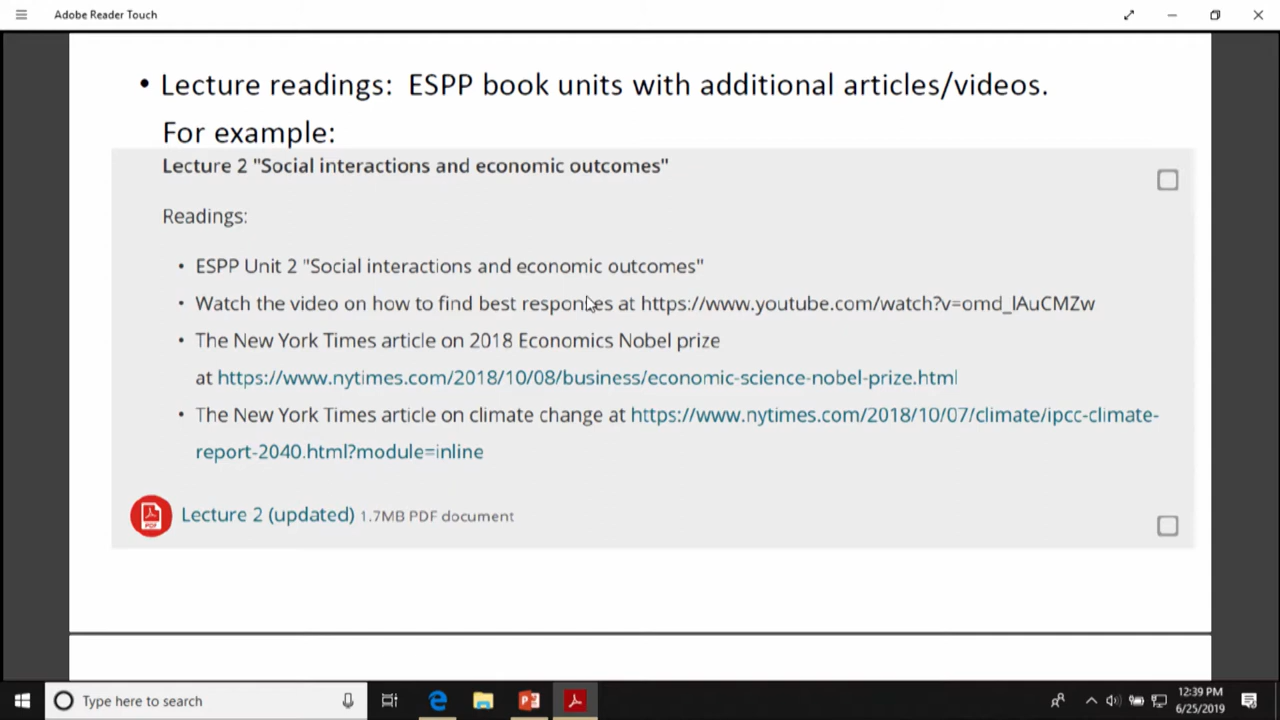 Adobe Reader Touch
• Lecture readings: ESPP book units with additional articles/videos.
For example:
Lecture 2 "Social interactions and economic outcomes"
Readings:
• ESPP Unit 2 "Social interactions and economic outcomes"
• Watch the video on how to find best responses at https://www.youtube.com/watch?v=omd_lAuCMZw
• The New York Times article on 2018 Economics Nobel prize
at https://www.nytimes.com/2018/10/08/business/economic-science-nobel-prize.html
• The New York Times article on climate change at https://www.nytimes.com/2018/10/07/climate/ipcc-climate-
report-2040.html?module=inline
PDF
Lecture 2 (updated) 1.7MB PDF document
Type here to search
12:39 PM
6/25/2019